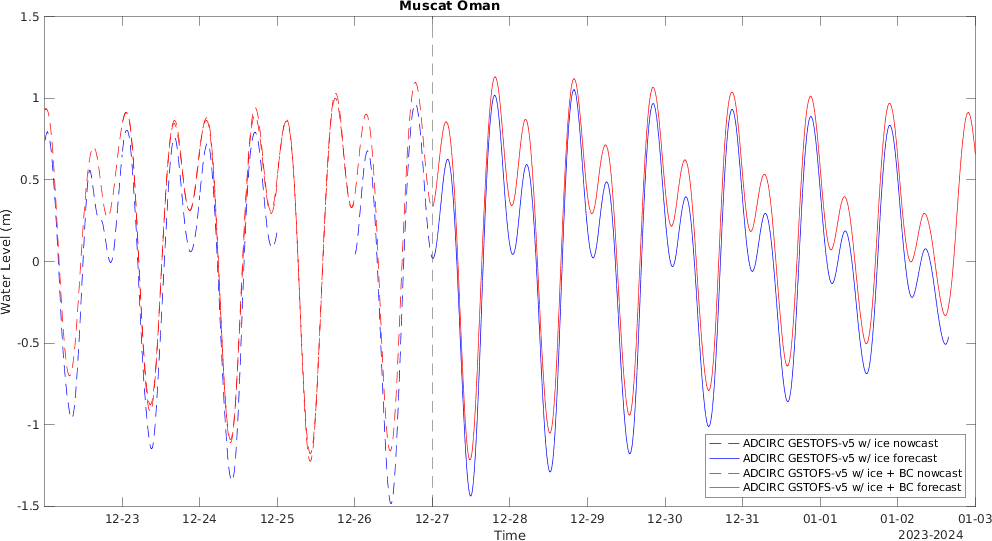 Muscat Oman
1.5
1
0.5
0
-0.5
-1
-1.5
Water Level (m)
12-23
12-24
12-25
12-26
12-27
12-28
12-29
12-30
12-31
01-01
01-02
01-03
Time
2023-2024
ADCIRC GESTOFS-v5 w/ ice nowcast
ADCIRC GESTOFS-v5 w/ ice forecast
ADCIRC GSTOFS-v5 w/ ice + BC nowcast
ADCIRC GSTOFS-v5 w/ ice + BC forecast